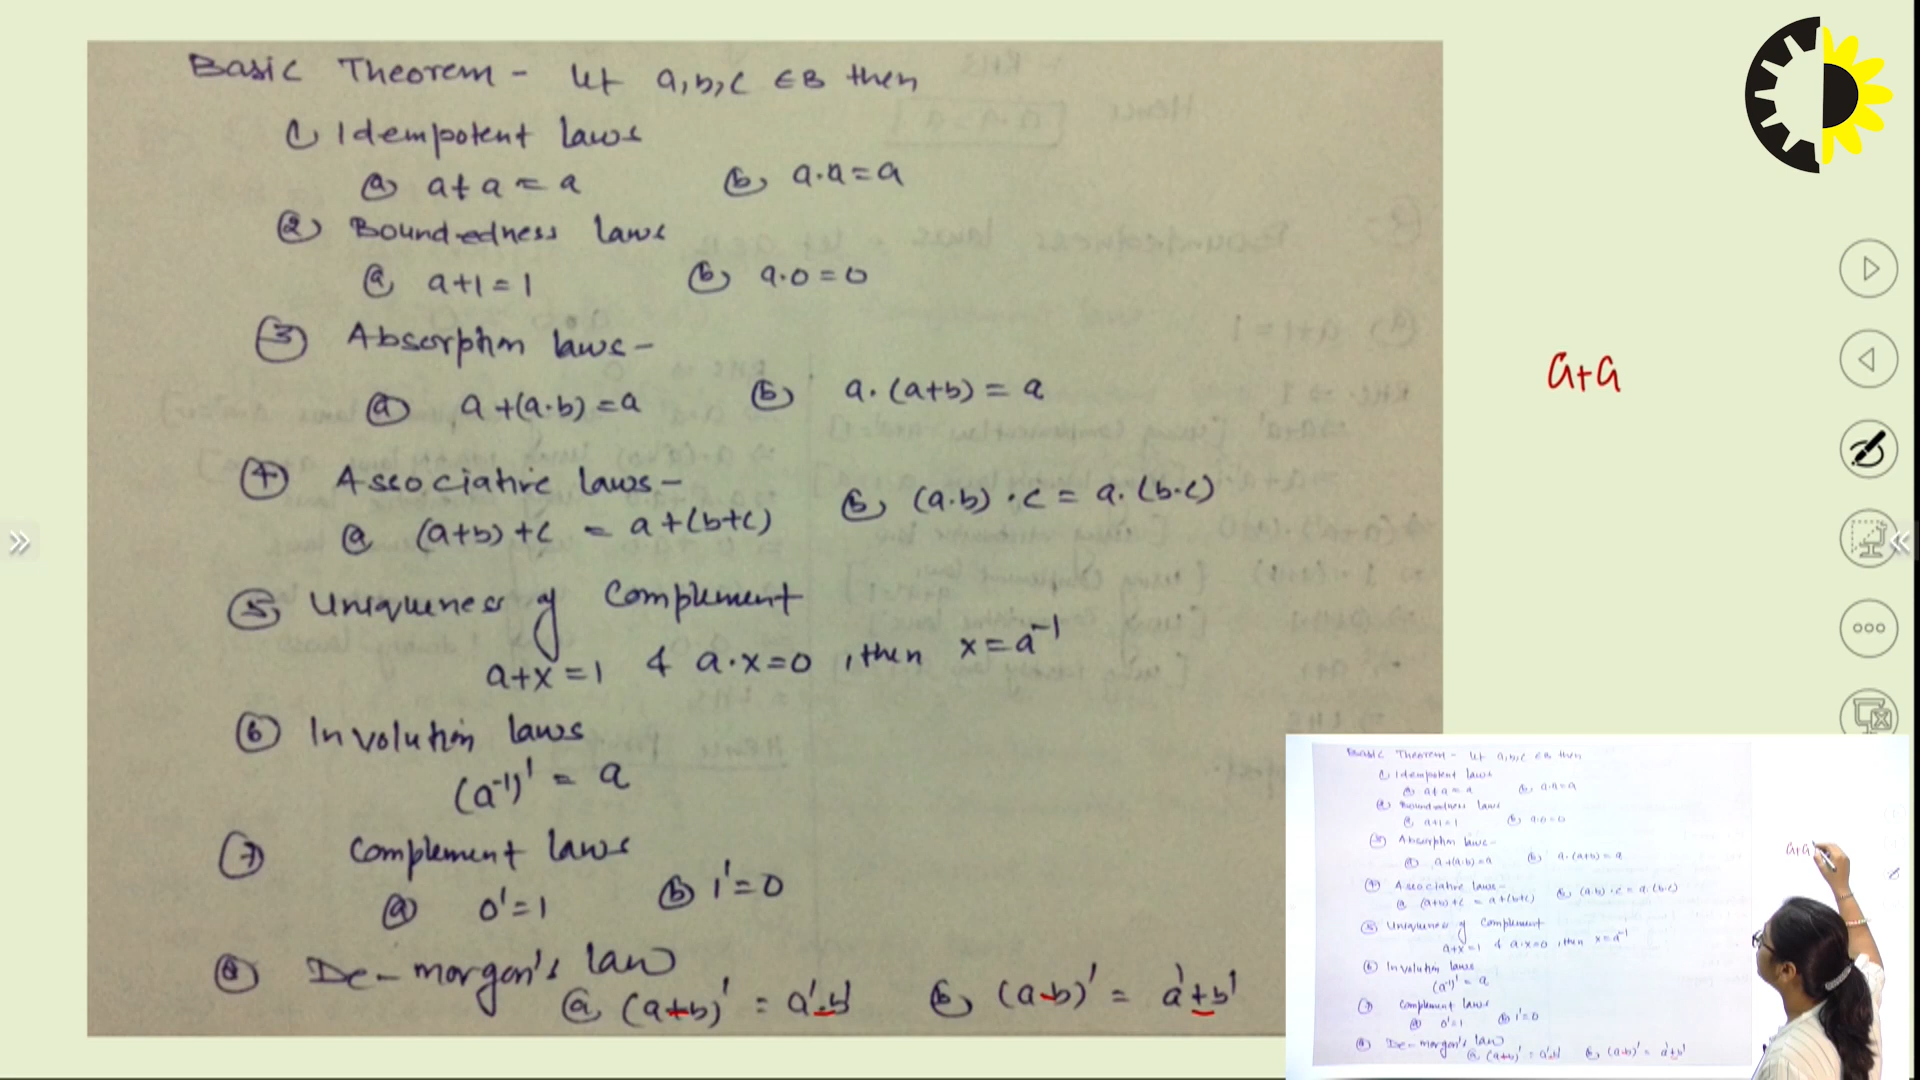 Basic Theorem - let a,b,c ∈B then
① Idempotent laws
ⓐ a+a=a ⓑ a.a=a
② Boundedness laws
ⓐ a+1=1 ⓑ a.0=0
③ Absorption laws-
ⓐ a+(a.b)=a ⓑ a.(a+b)=a
④ Associative laws-
ⓐ (a+b)+c = a+(b+c) ⓑ (a.b).c = a.(b.c)
⑤ Uniqueness of Complement
a+x=1 & a.x=0, then x=a⁻¹
⑥ Involution laws
(a⁻¹)' = a
⑦ Complement laws
ⓐ 0'=1 ⓑ 1'=0
⑧ De-morgan's law
ⓐ (a+b)' = a'.b' ⓑ (a.b)' = a'+b'
a+a